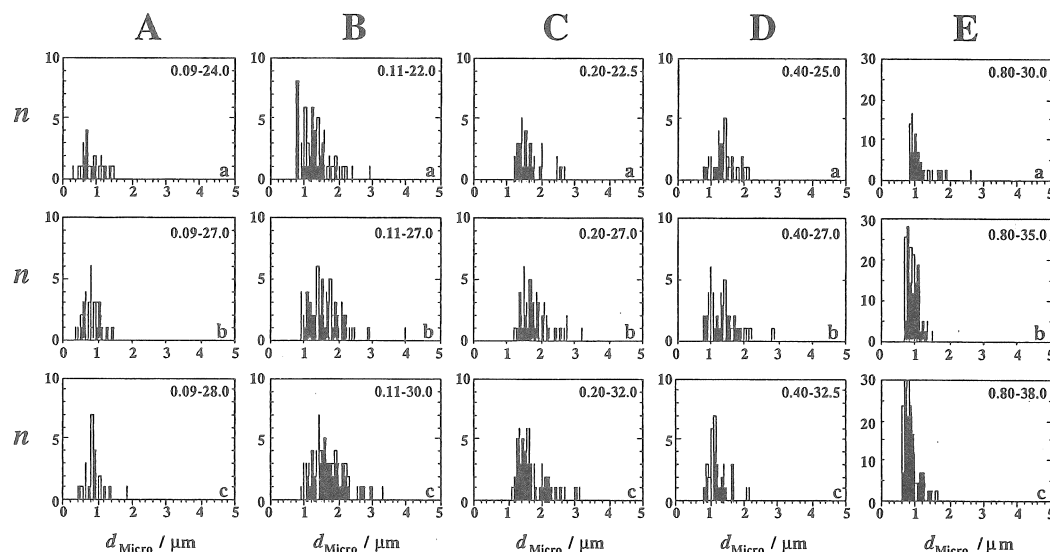 A B C D E
10 10 10 10 30
0.09-24.0 0.11-22.0 0.20-22.5 0.40-25.0 0.80-30.0
n 5 5 5 5 20
10
a a a a a
0 0 0 0 0
0 1 2 3 4 5 0 1 2 3 4 5 0 1 2 3 4 5 0 1 2 3 4 5 0 1 2 3 4 5
10 10 10 10 30
0.09-27.0 0.11-27.0 0.20-27.0 0.40-27.0 0.80-35.0
n 5 5 5 5 20
10
b b b b b
0 0 0 0 0
0 1 2 3 4 5 0 1 2 3 4 5 0 1 2 3 4 5 0 1 2 3 4 5 0 1 2 3 4 5
10 10 10 10 30
0.09-28.0 0.11-30.0 0.20-32.0 0.40-32.5 0.80-38.0
n 5 5 5 5 20
10
c c c c c
0 0 0 0 0
0 1 2 3 4 5 0 1 2 3 4 5 0 1 2 3 4 5 0 1 2 3 4 5 0 1 2 3 4 5
d Micro / µm d Micro / µm d Micro / µm d Micro / µm d Micro / µm